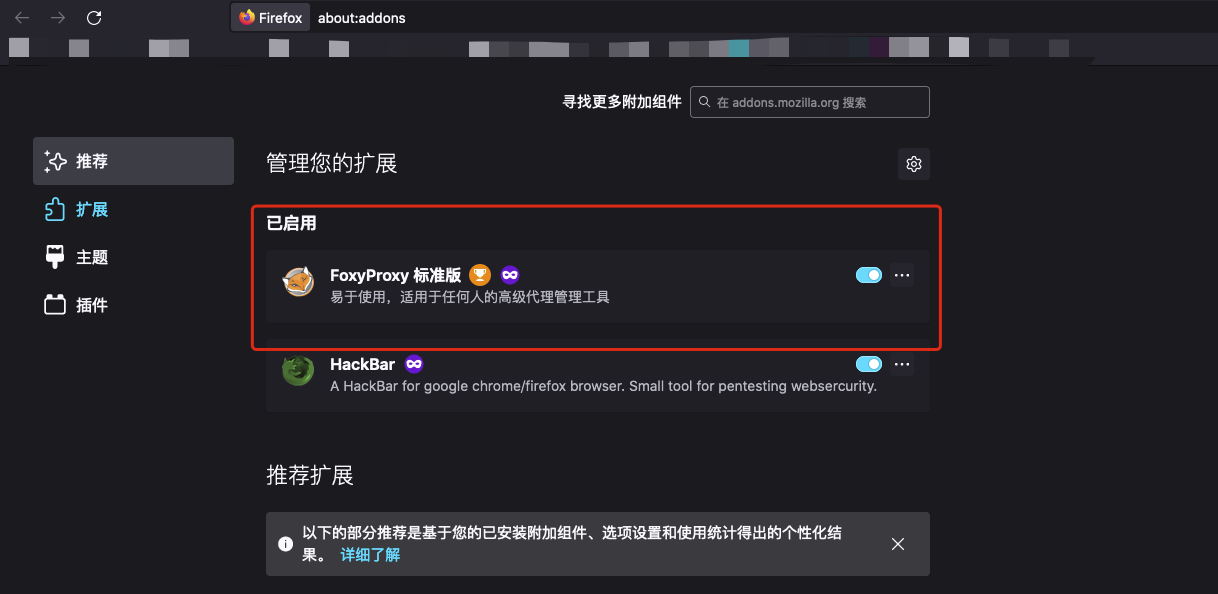 Firefox about:addons
寻找更多附加组件 在 addons.mozilla.org 搜索
推荐
扩展
主题
插件
管理您的扩展
已启用
FoxyProxy 标准版
易于使用，适用于任何人的高级代理管理工具
HackBar
A HackBar for google chrome/firefox browser. Small tool for pentesting websercurity.
推荐扩展
以下的部分推荐是基于您的已安装附加组件、选项设置和使用统计得出的个性化结
果。 详细了解